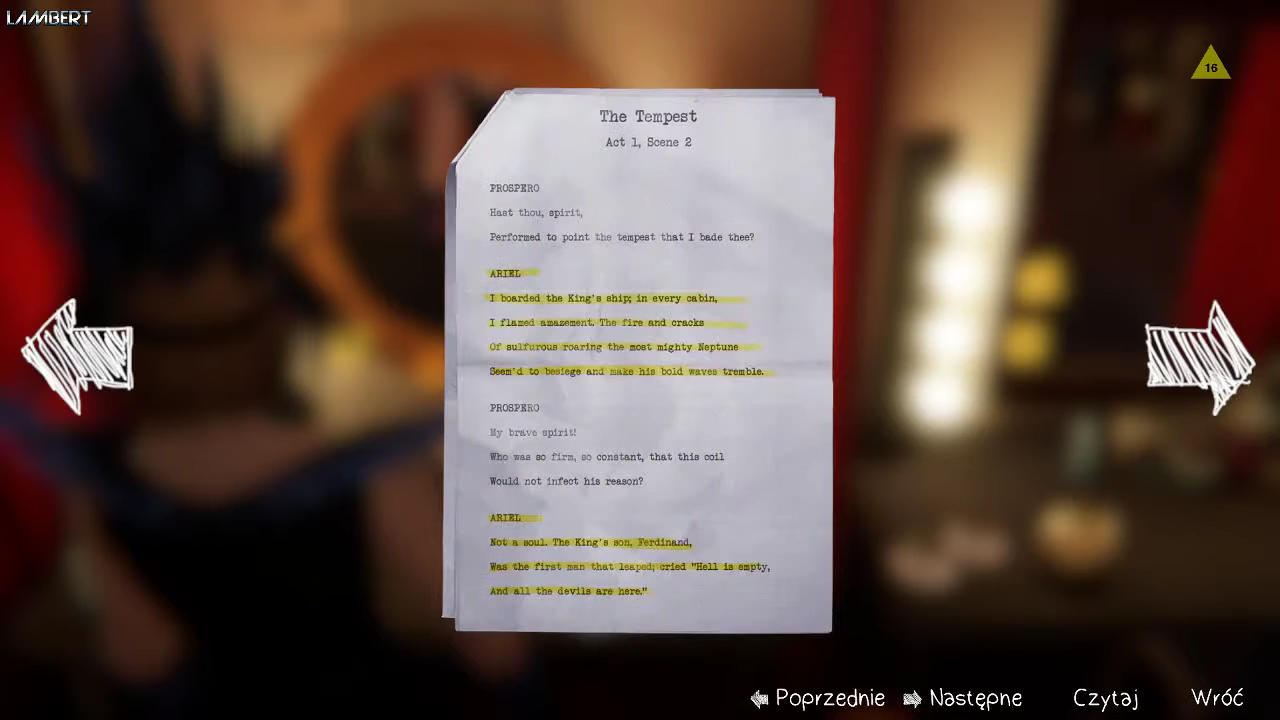 LAMBERT
16
The Tempest
Act 1, Scene 2
PROSPERO
Hast thou, spirit,
Performed to point the tempest that I bade thee?
ARIEL
I boarded the King's ship; in every cabin,
I flamed amazement. The fire and cracks
Of sulfurous roaring the most mighty Neptune
Seem'd to besiege and make his bold waves tremble.
PROSPERO
My brave spirit!
Who was so firm, so constant, that this coil
Would not infect his reason?
ARIEL
Not a soul. The King's son, Ferdinand,
Was the first man that leaped; cried "Hell is empty,
And all the devils are here."
Poprzednie Następne Czytaj Wróć